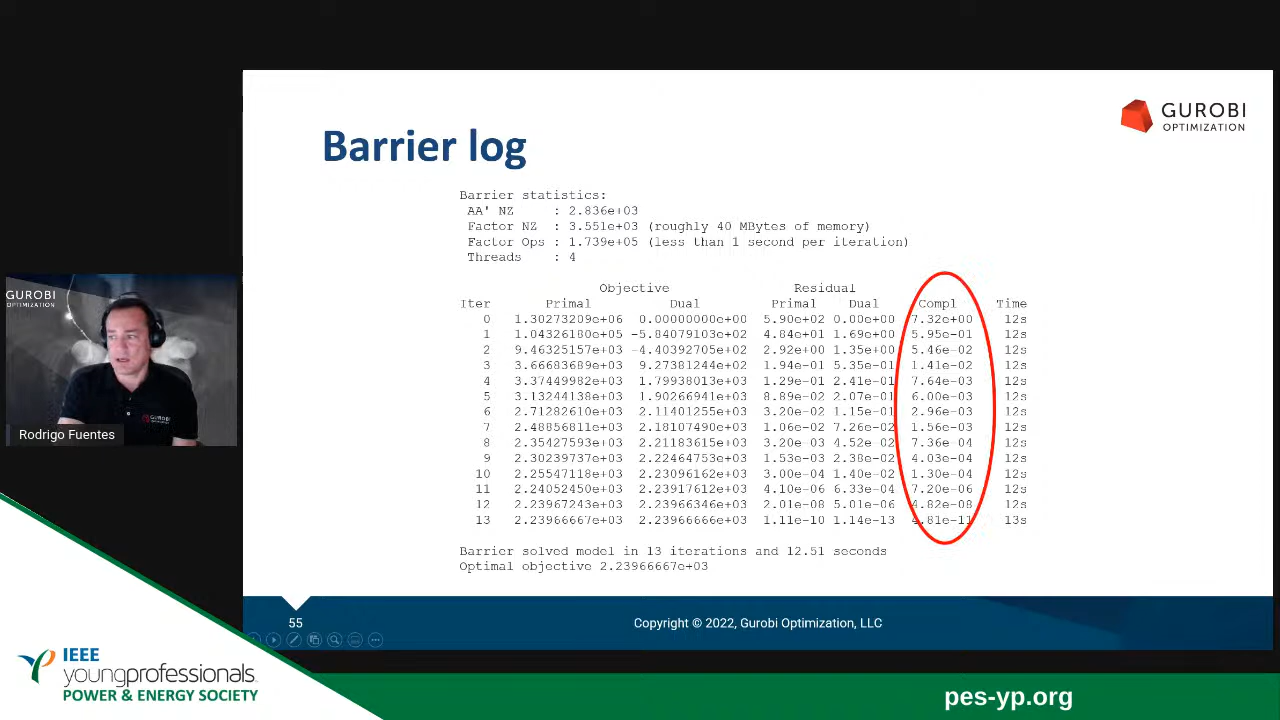 GUROBI
OPTIMIZATION
Barrier log
Barrier statistics:
AA' NZ : 2.836e+03
Factor NZ : 3.551e+03 (roughly 40 MBytes of memory)
Factor Ops : 1.739e+05 (less than 1 second per iteration)
Threads : 4
Objective Residual
Iter Primal Dual Primal Dual Compl Time
0 1.30273209e+06 0.00000000e+00 5.90e+02 0.00e+00 7.32e+00 12s
1 1.04326180e+05 -5.84079103e+02 4.84e+01 1.69e+00 5.95e-01 12s
2 9.46325157e+03 -4.40392705e+02 2.92e+00 1.35e+00 5.46e-02 12s
3 3.66683689e+03 9.27381244e+02 1.94e-01 5.35e-01 1.41e-02 12s
4 3.37449982e+03 1.79938013e+03 1.29e-01 2.41e-01 7.64e-03 12s
5 3.13244138e+03 1.90266941e+03 8.89e-02 2.07e-01 6.00e-03 12s
6 2.71282610e+03 2.11401255e+03 3.20e-02 1.13e-01 2.96e-03 12s
7 2.48856811e+03 2.18107490e+03 1.06e-02 7.26e-02 1.56e-03 12s
8 2.35427593e+03 2.21183615e+03 3.20e-03 4.52e-02 7.36e-04 12s
9 2.30239737e+03 2.22464753e+03 1.53e-03 2.38e-02 4.03e-04 12s
10 2.25547118e+03 2.23096162e+03 3.00e-04 1.40e-02 1.30e-04 12s
11 2.24052450e+03 2.23917612e+03 4.10e-06 6.33e-04 7.20e-06 12s
12 2.23967243e+03 2.23966346e+03 2.01e-08 5.01e-06 4.82e-08 12s
13 2.23966667e+03 2.23966666e+03 1.11e-10 1.14e-13 4.81e-11 13s
Barrier solved model in 13 iterations and 12.51 seconds
Optimal objective 2.23966667e+03
GUROBI
OPTIMIZATION
Rodrigo Fuentes
55
Copyright © 2022, Gurobi Optimization, LLC
IEEE
youngprofessionals
POWER & ENERGY SOCIETY
pes-yp.org